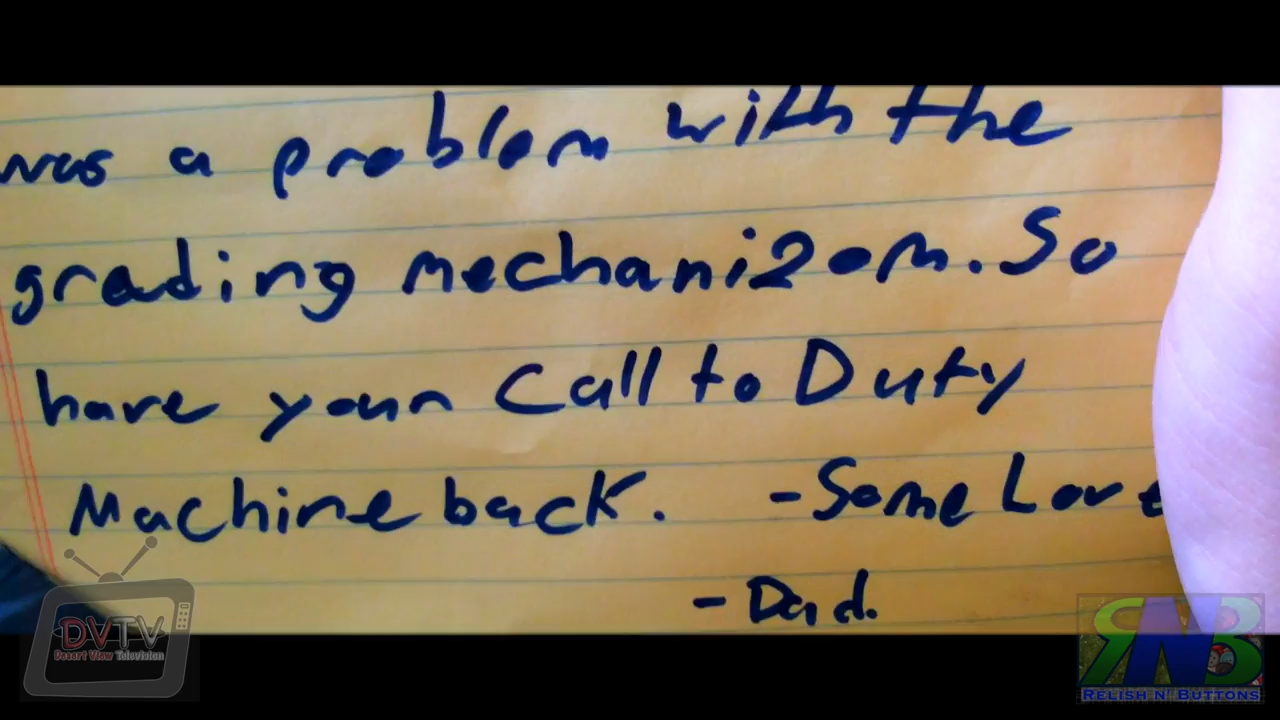 was a problem with the
grading mechanizom. So
have your Call to Duty
Machine back. -Some Love
-Dad.
DVTV
Desert View Television
RNB
RELISH N' BUTTONS